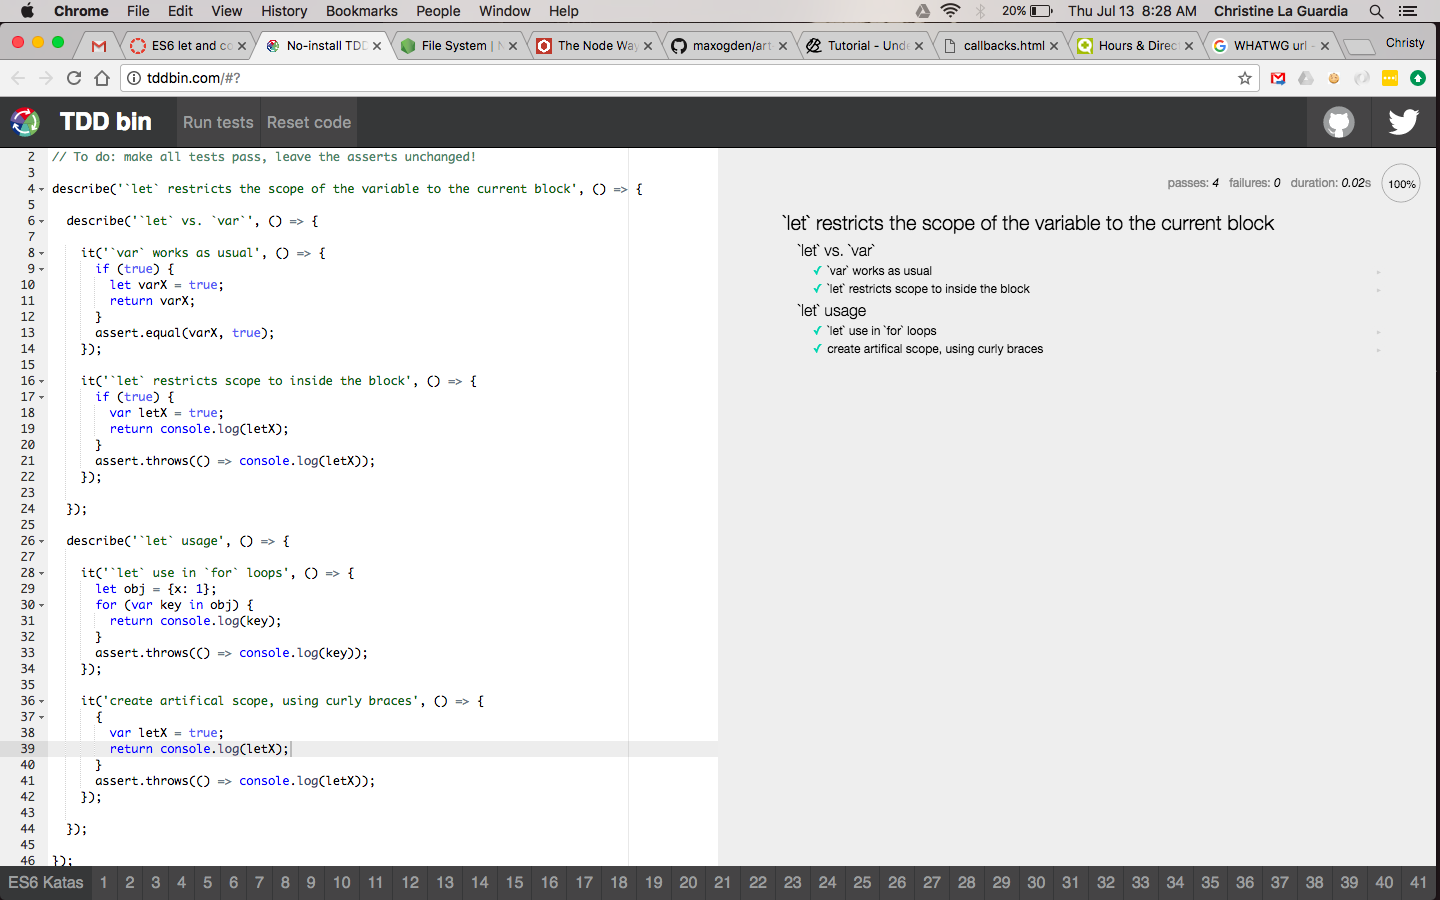 Chrome File Edit View History Bookmarks People Window Help 20% Thu Jul 13 8:28 AM Christine La Guardia
ES6 let and co × No-install TDD × File System | N × The Node Way × maxogden/art × Tutorial - Unde × callbacks.html × Hours & Direc × WHATWG url - × Christy
tddbin.com/#?
TDD bin Run tests Reset code
2 // To do: make all tests pass, leave the asserts unchanged!
3
4 describe('`let` restricts the scope of the variable to the current block', () => {
5
6 describe('`let` vs. `var`', () => {
7
8 it('`var` works as usual', () => {
9 if (true) {
10 let varX = true;
11 return varX;
12 }
13 assert.equal(varX, true);
14 });
15
16 it('`let` restricts scope to inside the block', () => {
17 if (true) {
18 var letX = true;
19 return console.log(letX);
20 }
21 assert.throws(() => console.log(letX));
22 });
23
24 });
25
26 describe('`let` usage', () => {
27
28 it('`let` use in `for` loops', () => {
29 let obj = {x: 1};
30 for (var key in obj) {
31 return console.log(key);
32 }
33 assert.throws(() => console.log(key));
34 });
35
36 it('create artifical scope, using curly braces', () => {
37 {
38 var letX = true;
39 return console.log(letX);
40 }
41 assert.throws(() => console.log(letX));
42 });
43
44 });
45
46 });
passes: 4 failures: 0 duration: 0.02s 100%
`let` restricts the scope of the variable to the current block
`let` vs. `var`
✓ `var` works as usual
✓ `let` restricts scope to inside the block
`let` usage
✓ `let` use in `for` loops
✓ create artifical scope, using curly braces
ES6 Katas 1 2 3 4 5 6 7 8 9 10 11 12 13 14 15 16 17 18 19 20 21 22 23 24 25 26 27 28 29 30 31 32 33 34 35 36 37 38 39 40 41